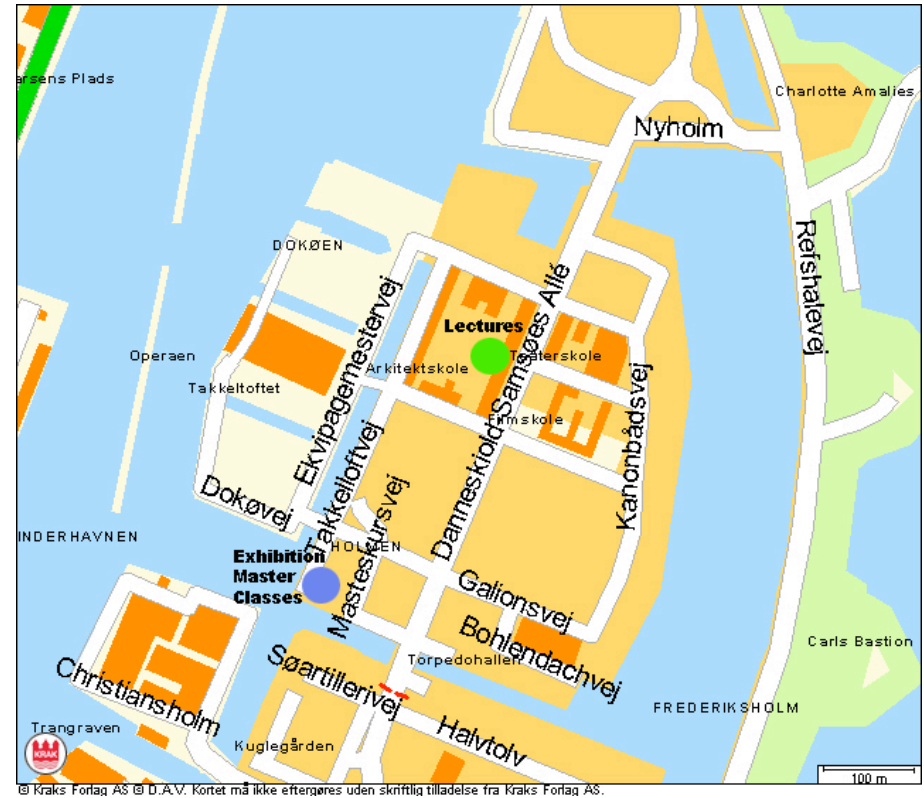 arsens Plads
Charlotte Amalies
Nyholm
Refshalevej
DOKØEN
Ekvipagemestervej
Danneskiold-Samsøes Allé
Lectures
Operaen
Arkitektskole
Teaterskole
Takkeltoftet
Filmskole
Kanonbådsvej
Takkelloftvej
Masteskursvej
Dokøvej
INDERHAVNEN
HOLMEN
Exhibition
Master
Classes
Galionsvej
Bohlendachvej
Carls Bastion
Søartillerivej
Torpedohallen
Christiansholm
FREDERIKSHOLM
Halvtolv
Trangraven
Kuglegården
KRAK
100 m
© Kraks Forlag AS © D.A.V. Kortet må ikke eftergøres uden skriftlig tilladelse fra Kraks Forlag AS.